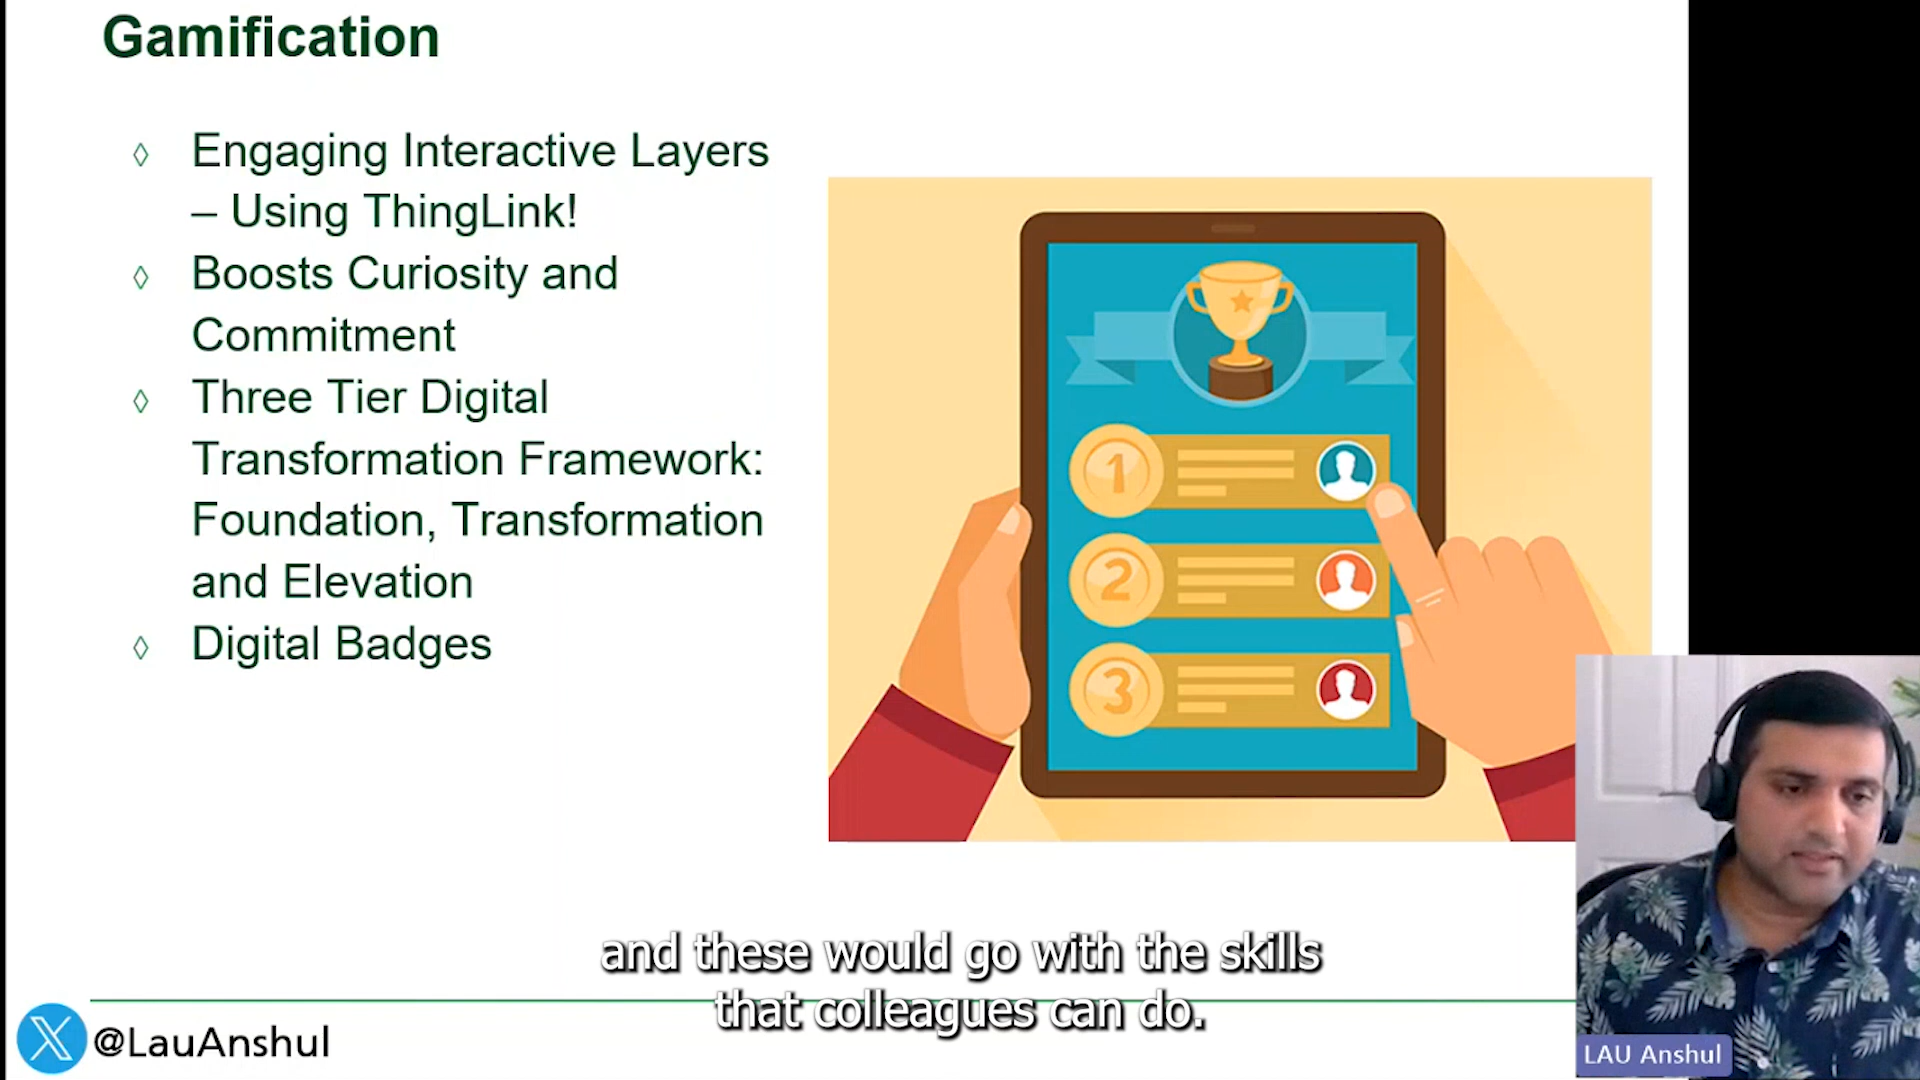 Gamification
◊ Engaging Interactive Layers
– Using ThingLink!
◊ Boosts Curiosity and
Commitment
◊ Three Tier Digital
Transformation Framework:
Foundation, Transformation
and Elevation
◊ Digital Badges
1
2
3
and these would go with the skills
that colleagues can do.
@LauAnshul
LAU Anshul